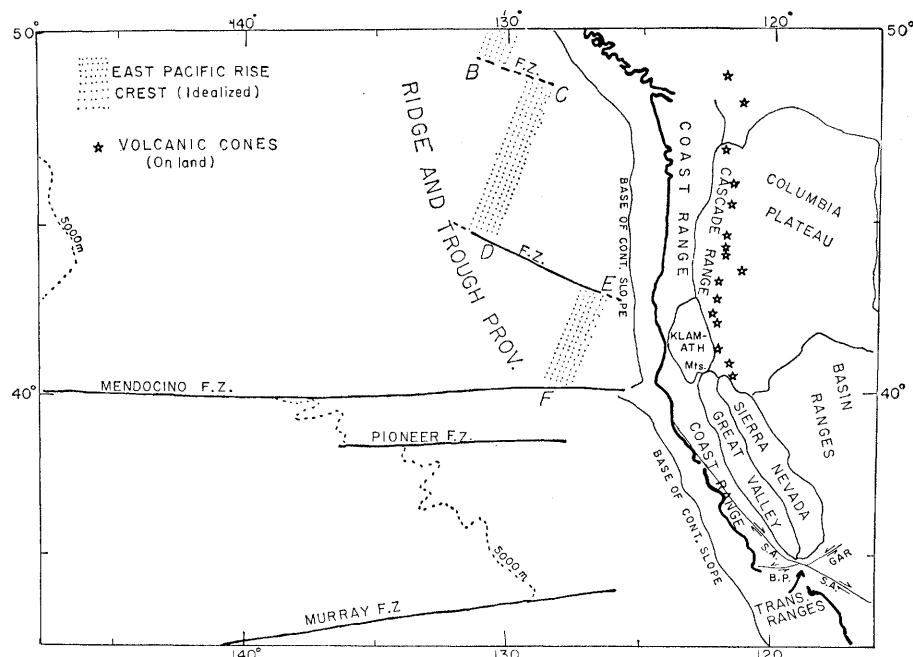 50°
140°
130°
120°
50°
EAST PACIFIC RISE
CREST (Idealized)
VOLCANIC CONES
(On land)
B
F.Z.
C
RIDGE AND
TROUGH PROV.
BASE OF CONT. SLOPE
COAST RANGE
CASCADE RANGE
COLUMBIA
PLATEAU
5000m
D
F.Z.
E
KLAM-
ATH
Mts.
BASIN
RANGES
40°
MENDOCINO F.Z.
F
40°
PIONEER F.Z.
COAST RANGE
GREAT
VALLEY
SIERRA
NEVADA
BASE OF CONT. SLOPE
5000m
S.A.
GAR
B.P.
S.A.
TRANS.
RANGES
MURRAY F.Z
140°
130°
120°